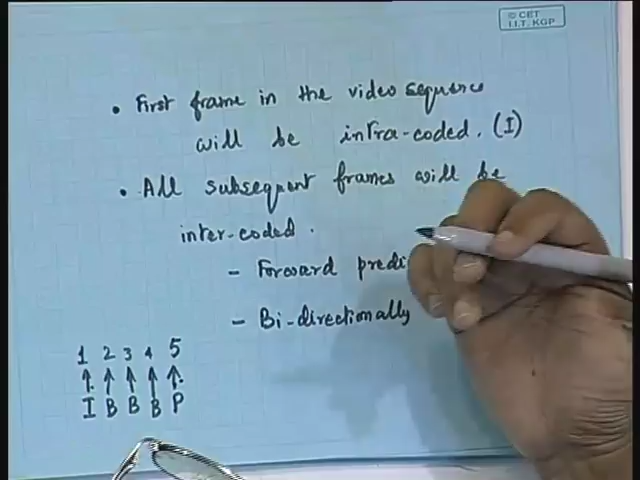 © CET
I.I.T. KGP
• First frame in the video sequence
will be intra-coded. (I)
• All subsequent frames will be
inter-coded.
- Forward
- Bi-directionally
1 2 3 4 5
↑ ↑ ↑ ↑ ↑
I B B B P